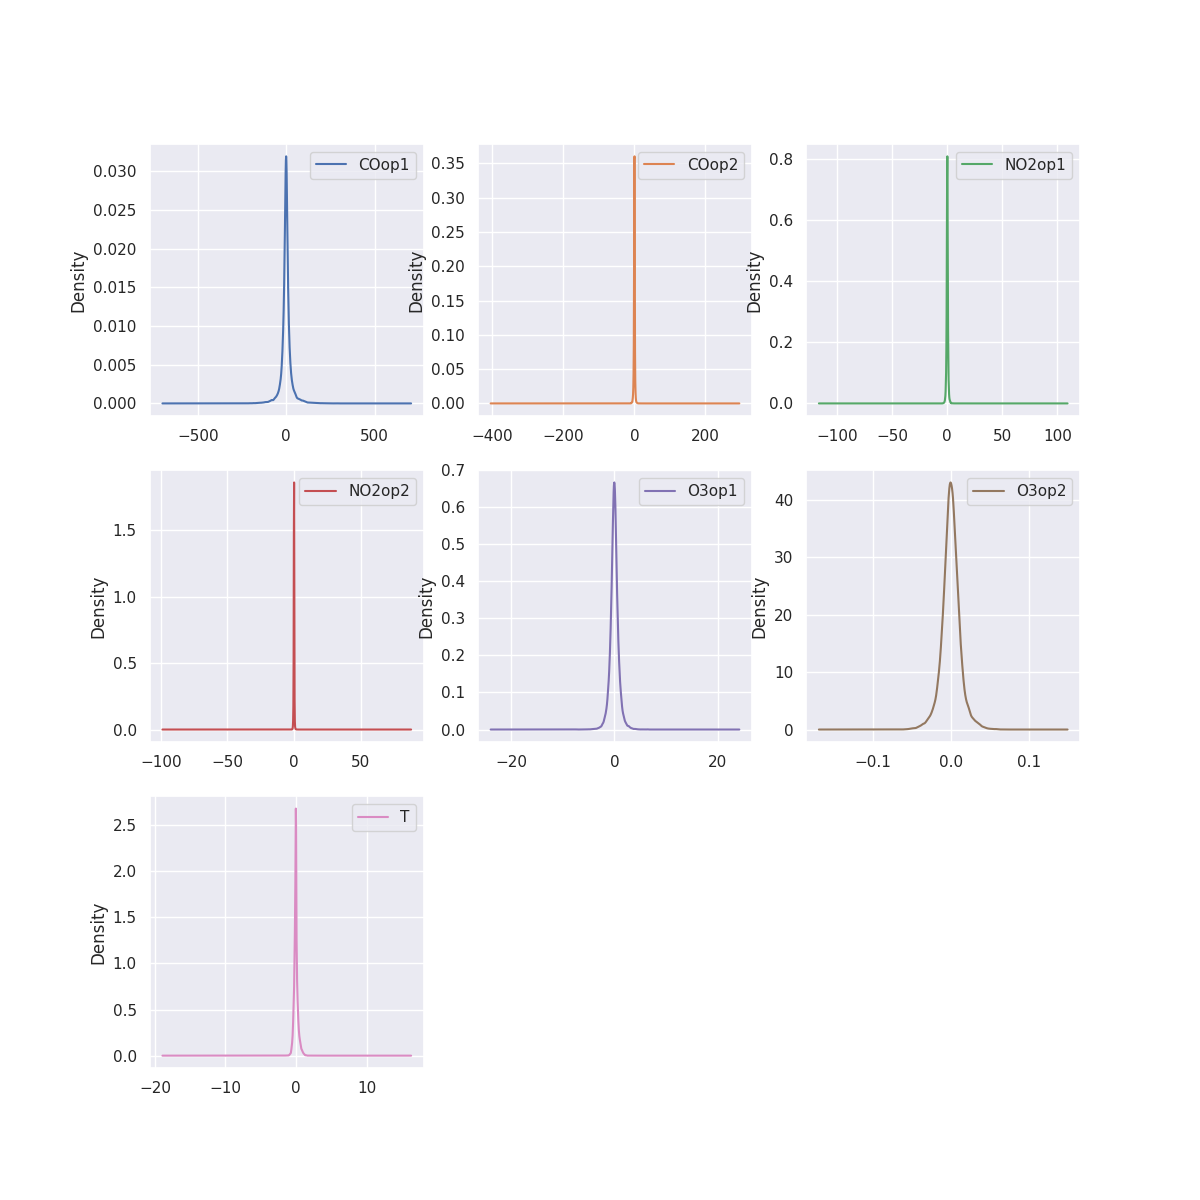 COop1
Density
0.030
0.025
0.020
0.015
0.010
0.005
0.000
−500 0 500
COop2
Density
0.35
0.30
0.25
0.20
0.15
0.10
0.05
0.00
−400 −200 0 200
NO2op1
Density
0.8
0.6
0.4
0.2
0.0
−100 −50 0 50 100
NO2op2
Density
1.5
1.0
0.5
0.0
−100 −50 0 50
O3op1
Density
0.7
0.6
0.5
0.4
0.3
0.2
0.1
0.0
−20 0 20
O3op2
Density
40
30
20
10
0
−0.1 0.0 0.1
T
Density
2.5
2.0
1.5
1.0
0.5
0.0
−20 −10 0 10